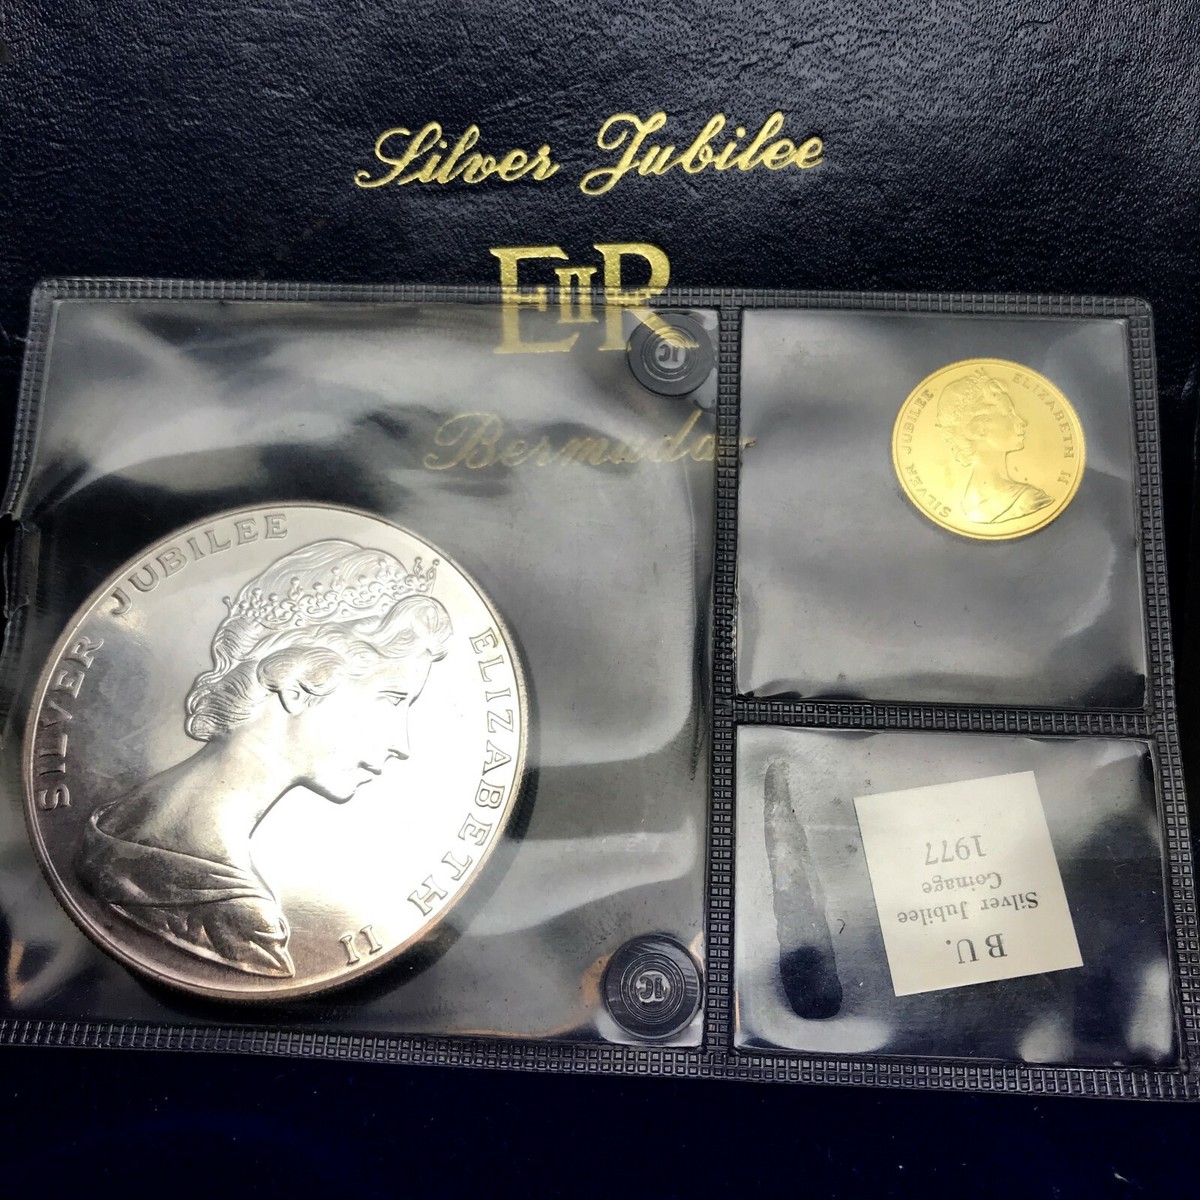 Silver Jubilee
EIIR
Bermuda
SILVER JUBILEE ELIZABETH II
SILVER JUBILEE ELIZABETH II
B U.
Silver Jubilee
Coinage
1977